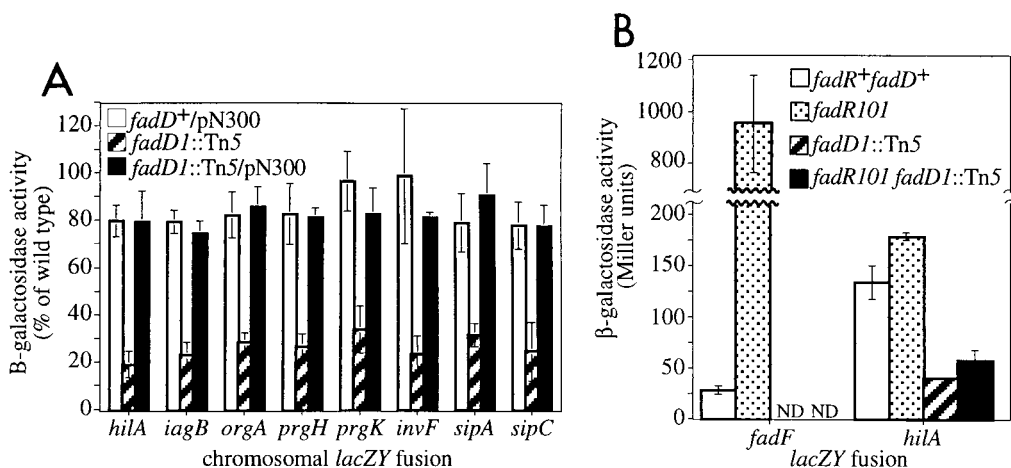 A
B-galactosidase activity
(% of wild type)
120
100
80
60
40
20
0
fadD+/pN300
fadD1::Tn5
fadD1::Tn5/pN300
hilA iagB orgA prgH prgK invF sipA sipC
chromosomal lacZY fusion
B
β-galactosidase activity
(Miller units)
1200
1000
800
200
150
100
50
0
fadR+fadD+
fadR101
fadD1::Tn5
fadR101 fadD1::Tn5
ND ND
fadF hilA
lacZY fusion